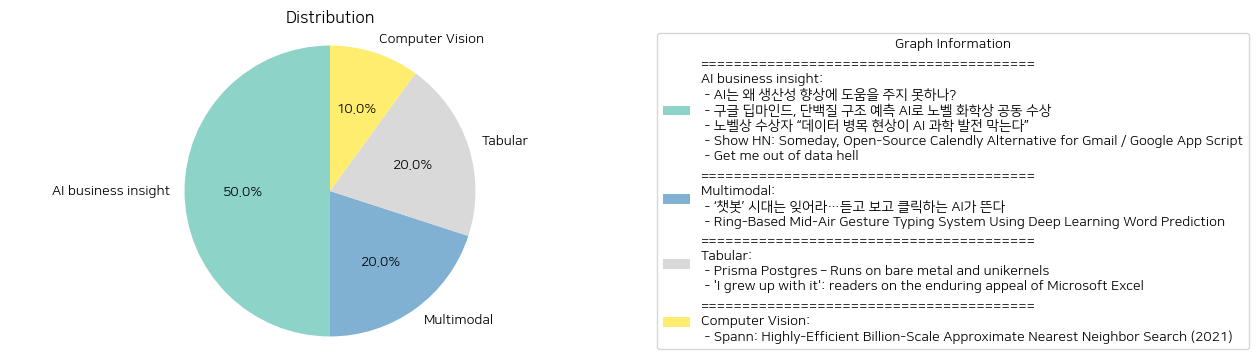 Distribution
Computer Vision
10.0%
Tabular
20.0%
AI business insight
50.0%
20.0%
Multimodal
Graph Information
========================================
AI business insight:
- AI는 왜 생산성 향상에 도움을 주지 못하나?
- 구글 딥마인드, 단백질 구조 예측 AI로 노벨 화학상 공동 수상
- 노벨상 수상자 “데이터 병목 현상이 AI 과학 발전 막는다”
- Show HN: Someday, Open-Source Calendly Alternative for Gmail / Google App Script
- Get me out of data hell
========================================
Multimodal:
- ‘챗봇’ 시대는 잊어라…듣고 보고 클릭하는 AI가 뜬다
- Ring-Based Mid-Air Gesture Typing System Using Deep Learning Word Prediction
========================================
Tabular:
- Prisma Postgres – Runs on bare metal and unikernels
- 'I grew up with it': readers on the enduring appeal of Microsoft Excel
========================================
Computer Vision:
- Spann: Highly-Efficient Billion-Scale Approximate Nearest Neighbor Search (2021)